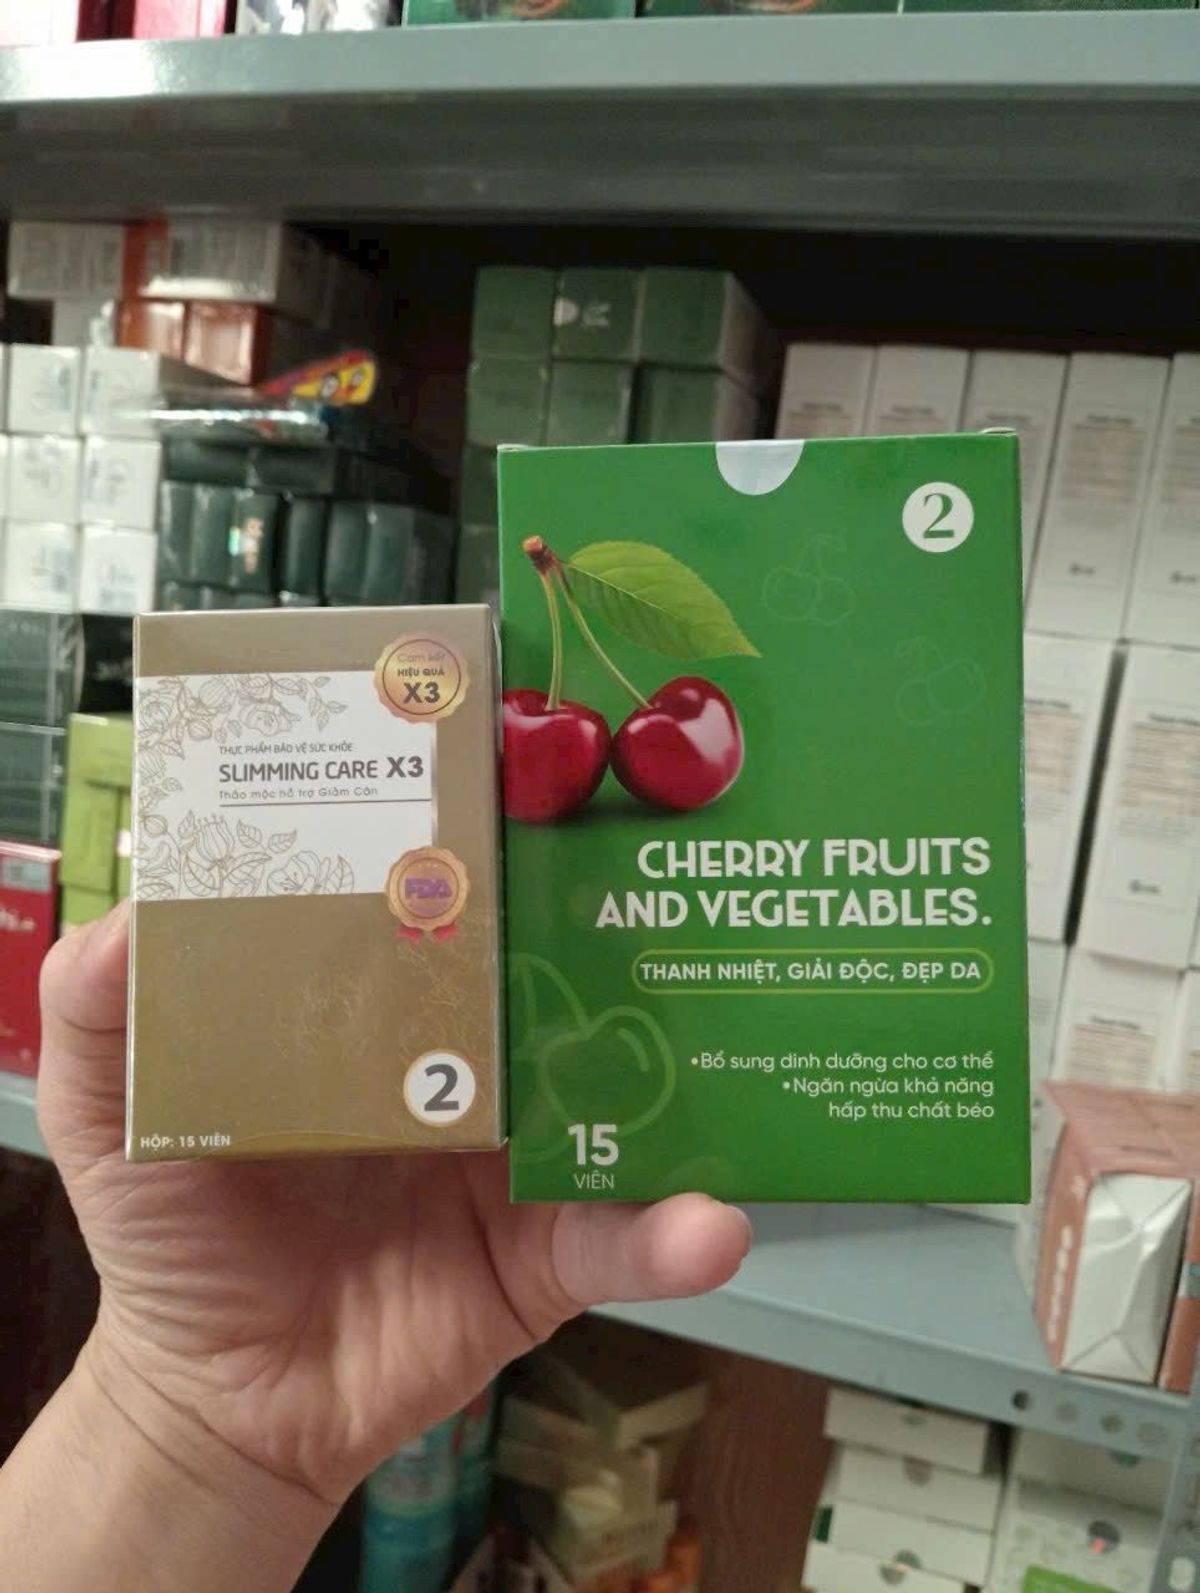 Cam kết
HIỆU QUẢ
X3
THỰC PHẨM BẢO VỆ SỨC KHỎE
SLIMMING CARE X3
Thảo mộc hỗ trợ Giảm Cân
FDA
2
HỘP: 15 VIÊN
2
CHERRY FRUITS
AND VEGETABLES.
THANH NHIỆT, GIẢI ĐỘC, ĐẸP DA
•Bổ sung dinh dưỡng cho cơ thể
•Ngăn ngừa khả năng
hấp thu chất béo
15
VIÊN